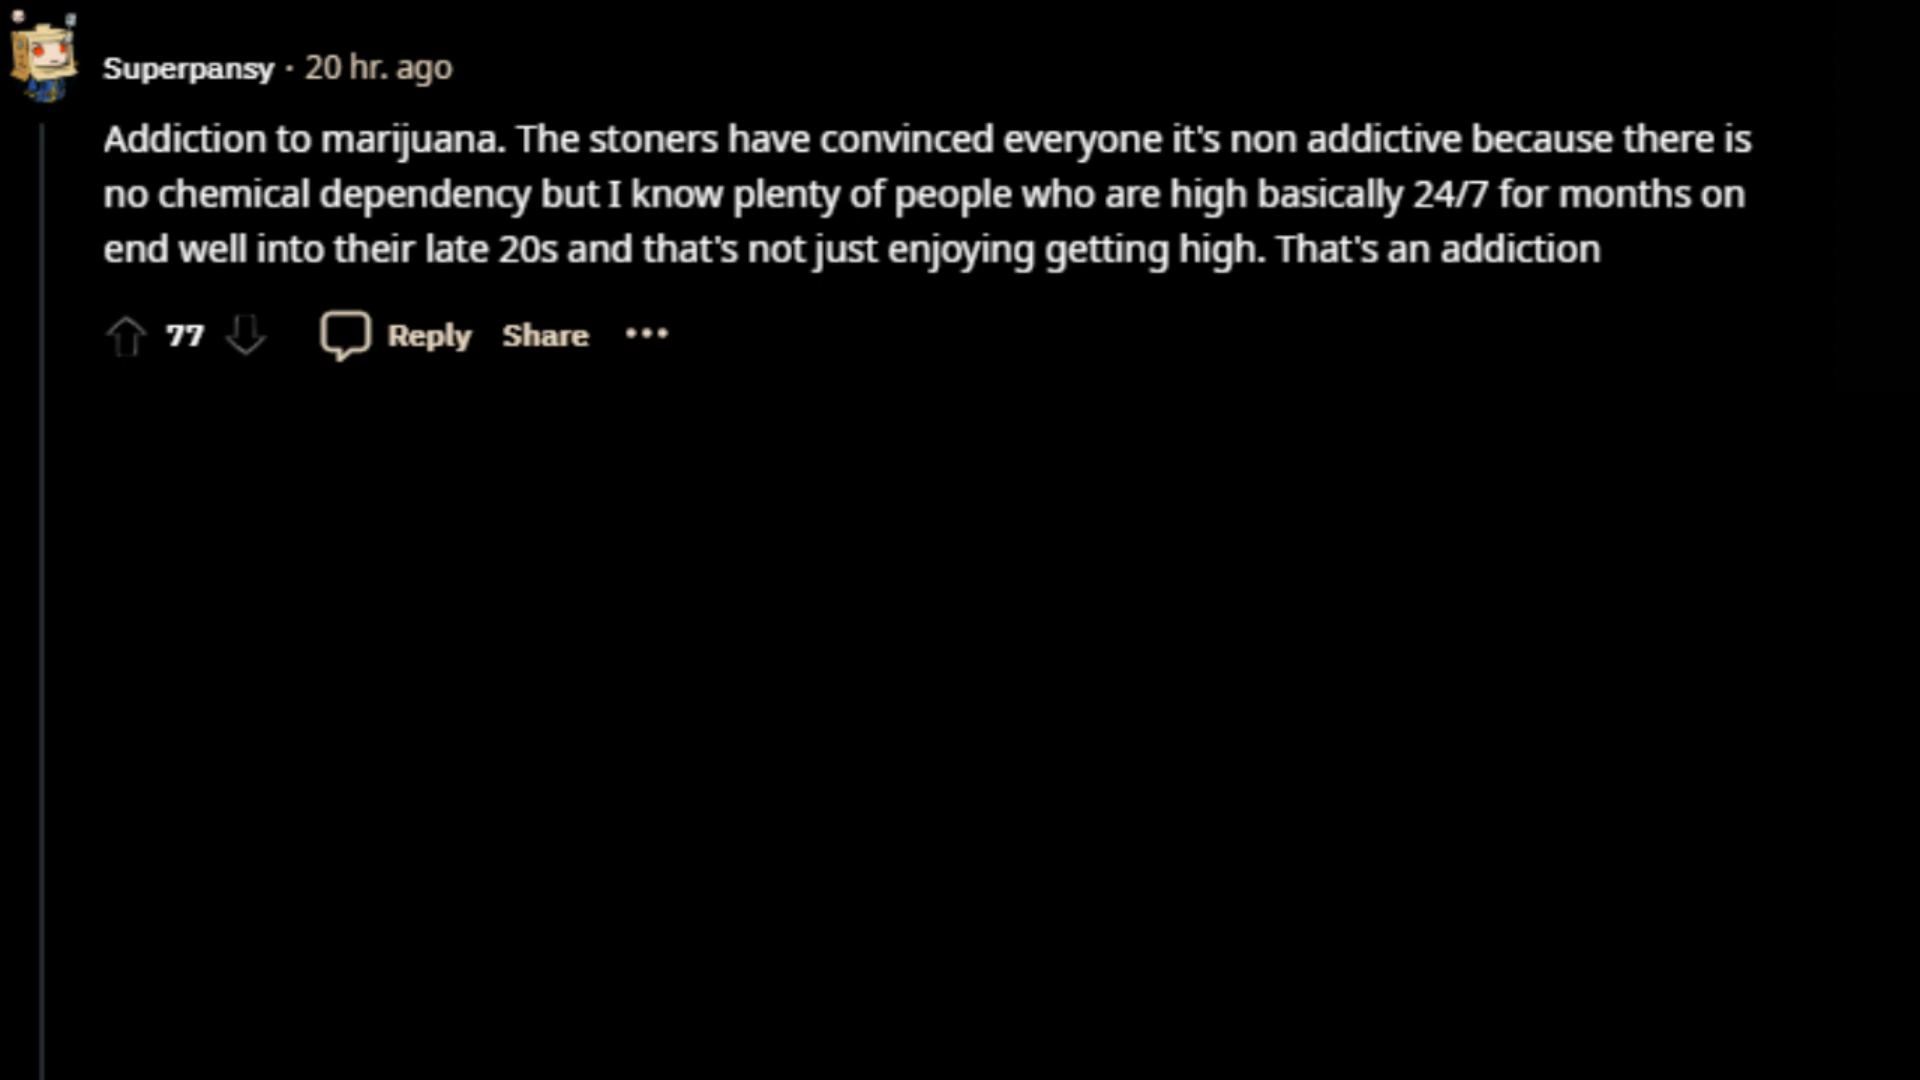 Superpansy · 20 hr. ago
Addiction to marijuana. The stoners have convinced everyone it's non addictive because there is
no chemical dependency but I know plenty of people who are high basically 24/7 for months on
end well into their late 20s and that's not just enjoying getting high. That's an addiction
77 Reply Share ···